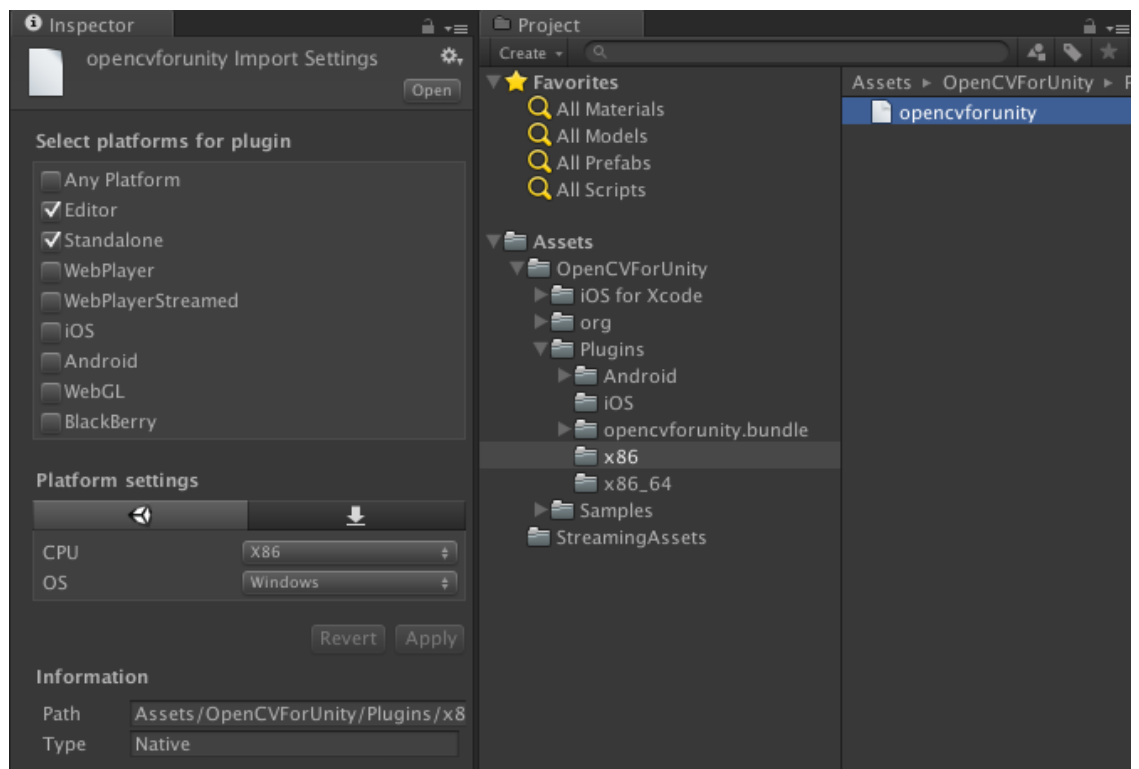 Inspector
opencvforunity Import Settings
Open
Select platforms for plugin
Any Platform
Editor
Standalone
WebPlayer
WebPlayerStreamed
iOS
Android
WebGL
BlackBerry
Platform settings
CPU X86
OS Windows
Revert Apply
Information
Path Assets/OpenCVForUnity/Plugins/x8
Type Native
Project
Create
Favorites
All Materials
All Models
All Prefabs
All Scripts
Assets
OpenCVForUnity
iOS for Xcode
org
Plugins
Android
iOS
opencvforunity.bundle
x86
x86_64
Samples
StreamingAssets
Assets ▸ OpenCVForUnity ▸
opencvforunity